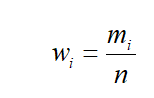 w_i = m_i / n